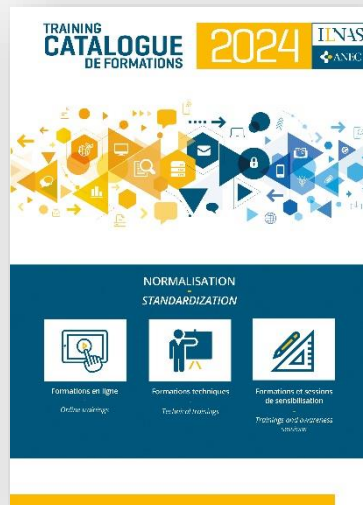 TRAINING
CATALOGUE
DE FORMATIONS
2024
ILNAS
ANEC
NORMALISATION
-
STANDARDIZATION
Formations en ligne
Online trainings
Formations techniques
Technical trainings
Formations et sessions
de sensibilisation
-
Trainings and awareness
sessions